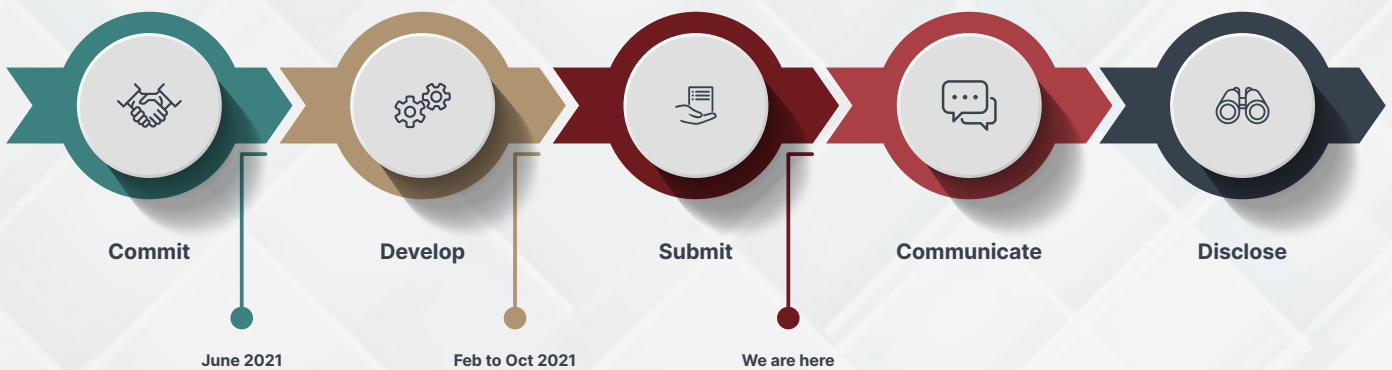 Commit
Develop
Submit
Communicate
Disclose
June 2021
Feb to Oct 2021
We are here